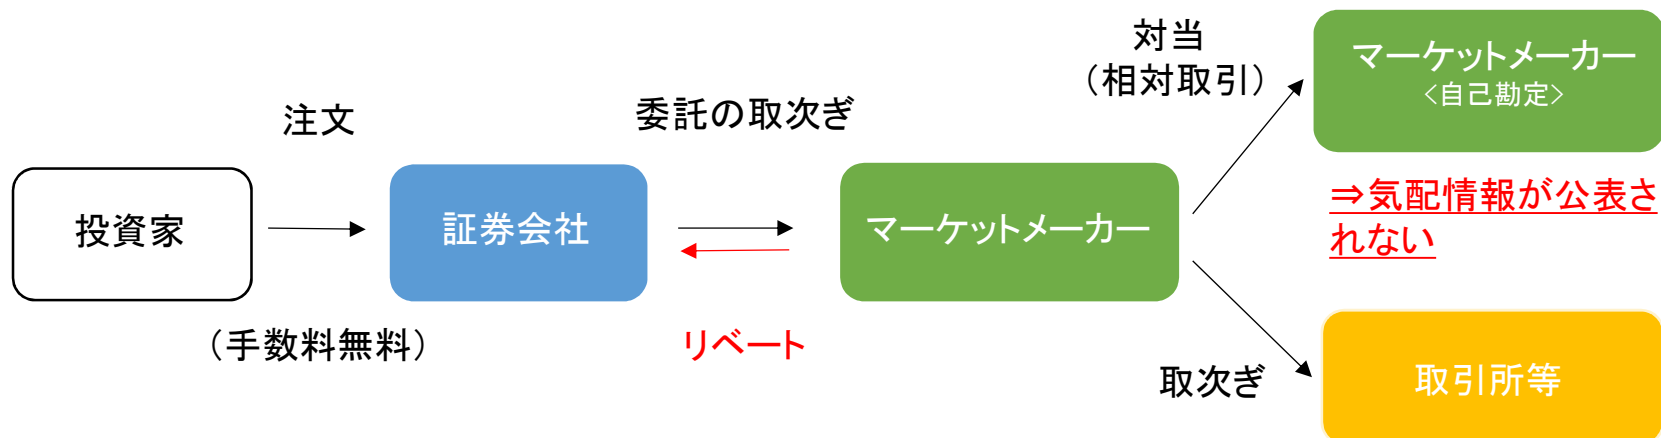 対当
（相対取引）
マーケットメーカー
<自己勘定>
注文
委託の取次ぎ
投資家
証券会社
マーケットメーカー
⇒気配情報が公表さ
れない
（手数料無料）
リベート
取次ぎ
取引所等